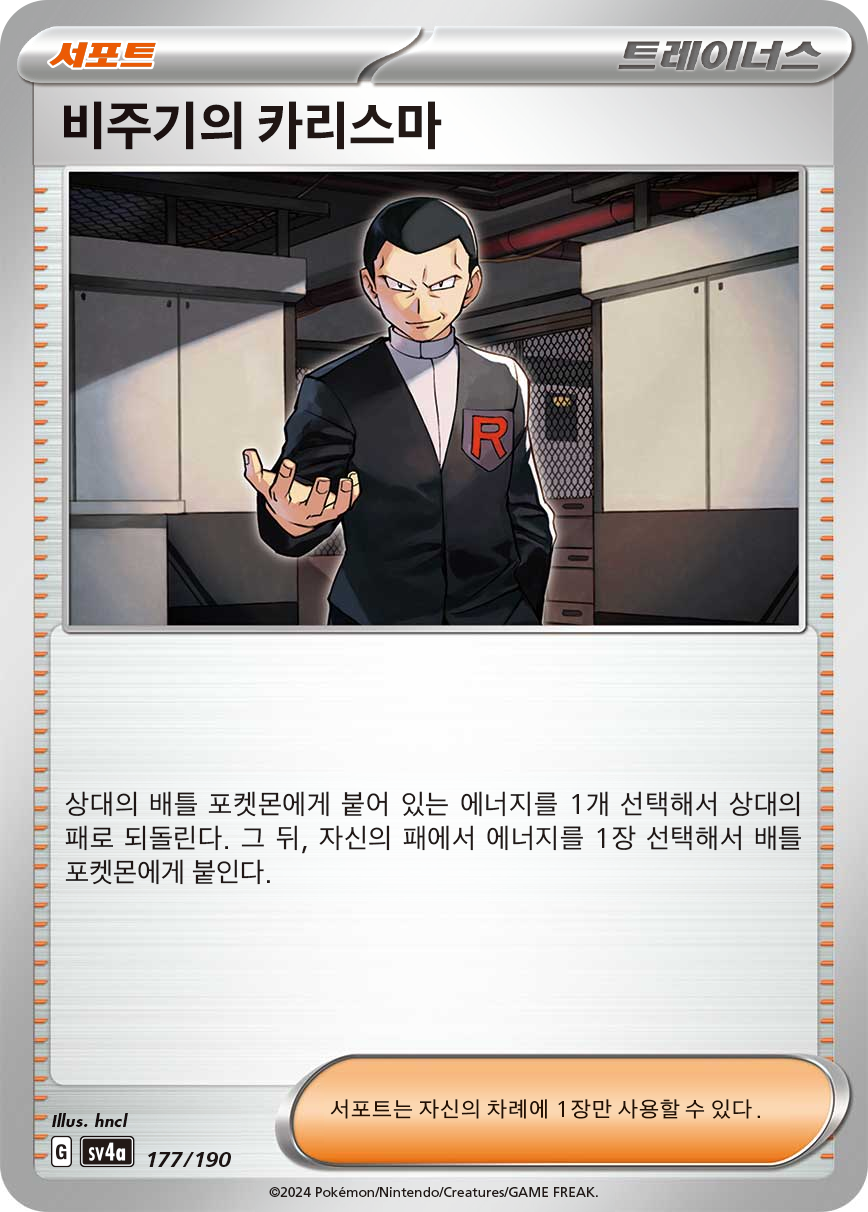 서포트
트레이너스
비주기의 카리스마
R
상대의 배틀 포켓몬에게 붙어 있는 에너지를 1개 선택해서 상대의
패로 되돌린다. 그 뒤, 자신의 패에서 에너지를 1장 선택해서 배틀
포켓몬에게 붙인다.
서포트는 자신의 차례에 1장만 사용할 수 있다.
Illus. hncl
G sv4a 177/190
©2024 Pokémon/Nintendo/Creatures/GAME FREAK.